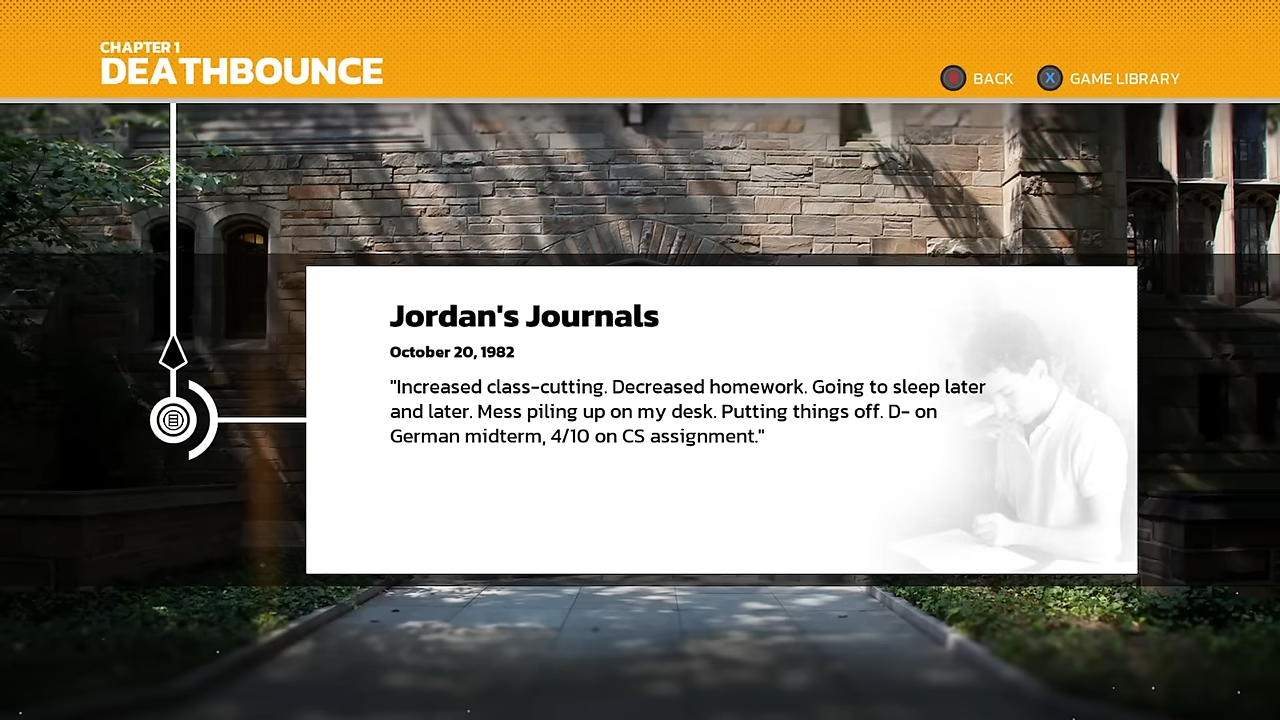 CHAPTER 1
DEATHBOUNCE
BACK
X GAME LIBRARY
Jordan's Journals
October 20, 1982
"Increased class-cutting. Decreased homework. Going to sleep later
and later. Mess piling up on my desk. Putting things off. D- on
German midterm, 4/10 on CS assignment."